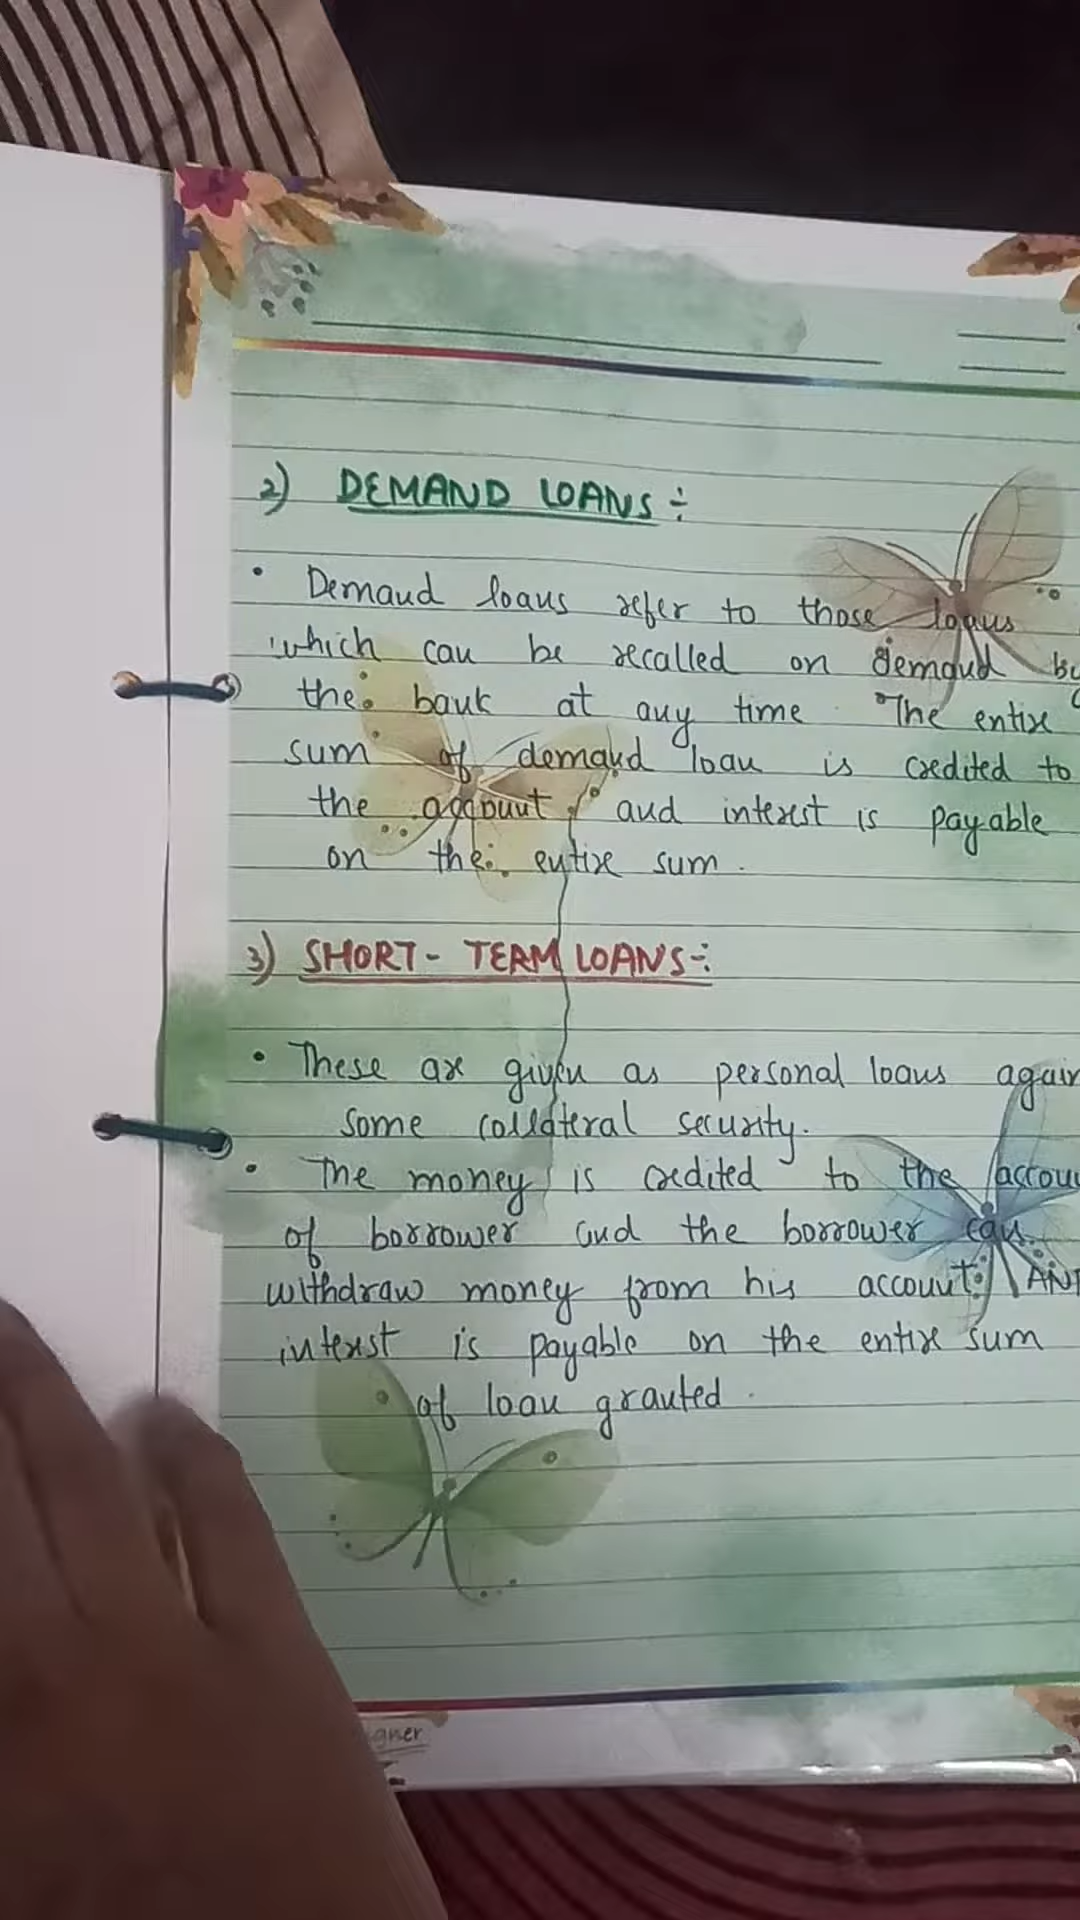 2) DEMAND LOANS :-
• Demand loans refer to those loans
which can be recalled on demand by
the bank at any time. The entire
sum of demand loan is credited to
the account, and interest is payable
on the entire sum.
3) SHORT-TERM LOANS :-
• These are given as personal loans again
some collateral security.
• The money is credited to the accou
of borrower and the borrower can
withdraw money from his account. AN
interest is payable on the entire sum
of loan granted.
gner